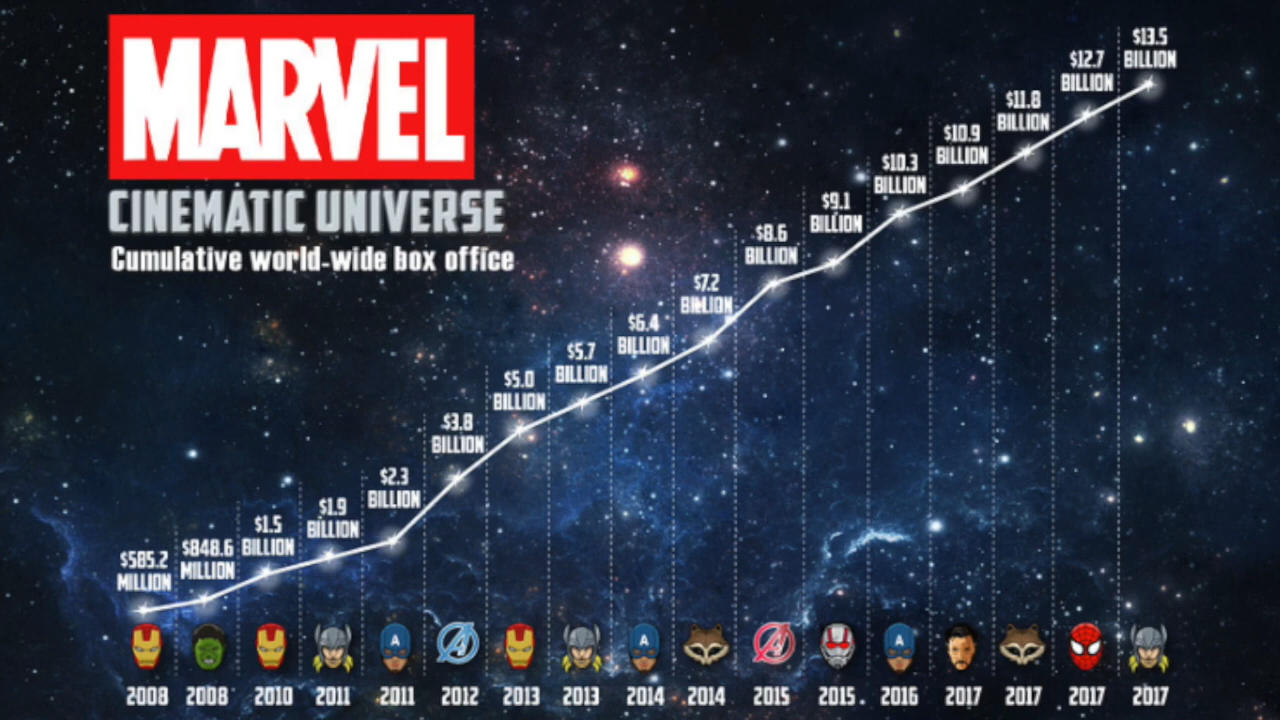 MARVEL
CINEMATIC UNIVERSE
Cumulative world-wide box office
$585.2
MILLION
$848.6
MILLION
$1.5
BILLION
$1.9
BILLION
$2.3
BILLION
$3.8
BILLION
$5.0
BILLION
$5.7
BILLION
$6.4
BILLION
$7.2
BILLION
$8.6
BILLION
$9.1
BILLION
$10.3
BILLION
$10.9
BILLION
$11.8
BILLION
$12.7
BILLION
$13.5
BILLION
A A A A A
2008 2008 2010 2011 2011 2012 2013 2013 2014 2014 2015 2015 2016 2017 2017 2017 2017